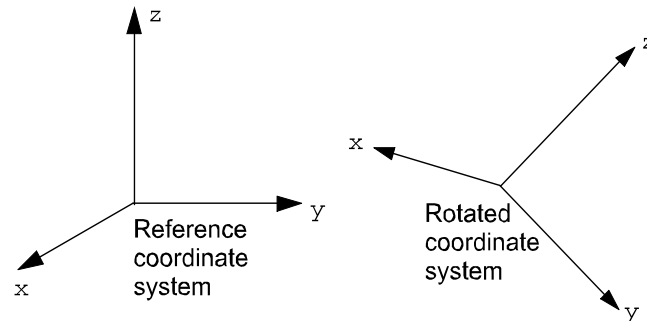 z
y
x
Reference
coordinate
system
z
x
y
Rotated
coordinate
system